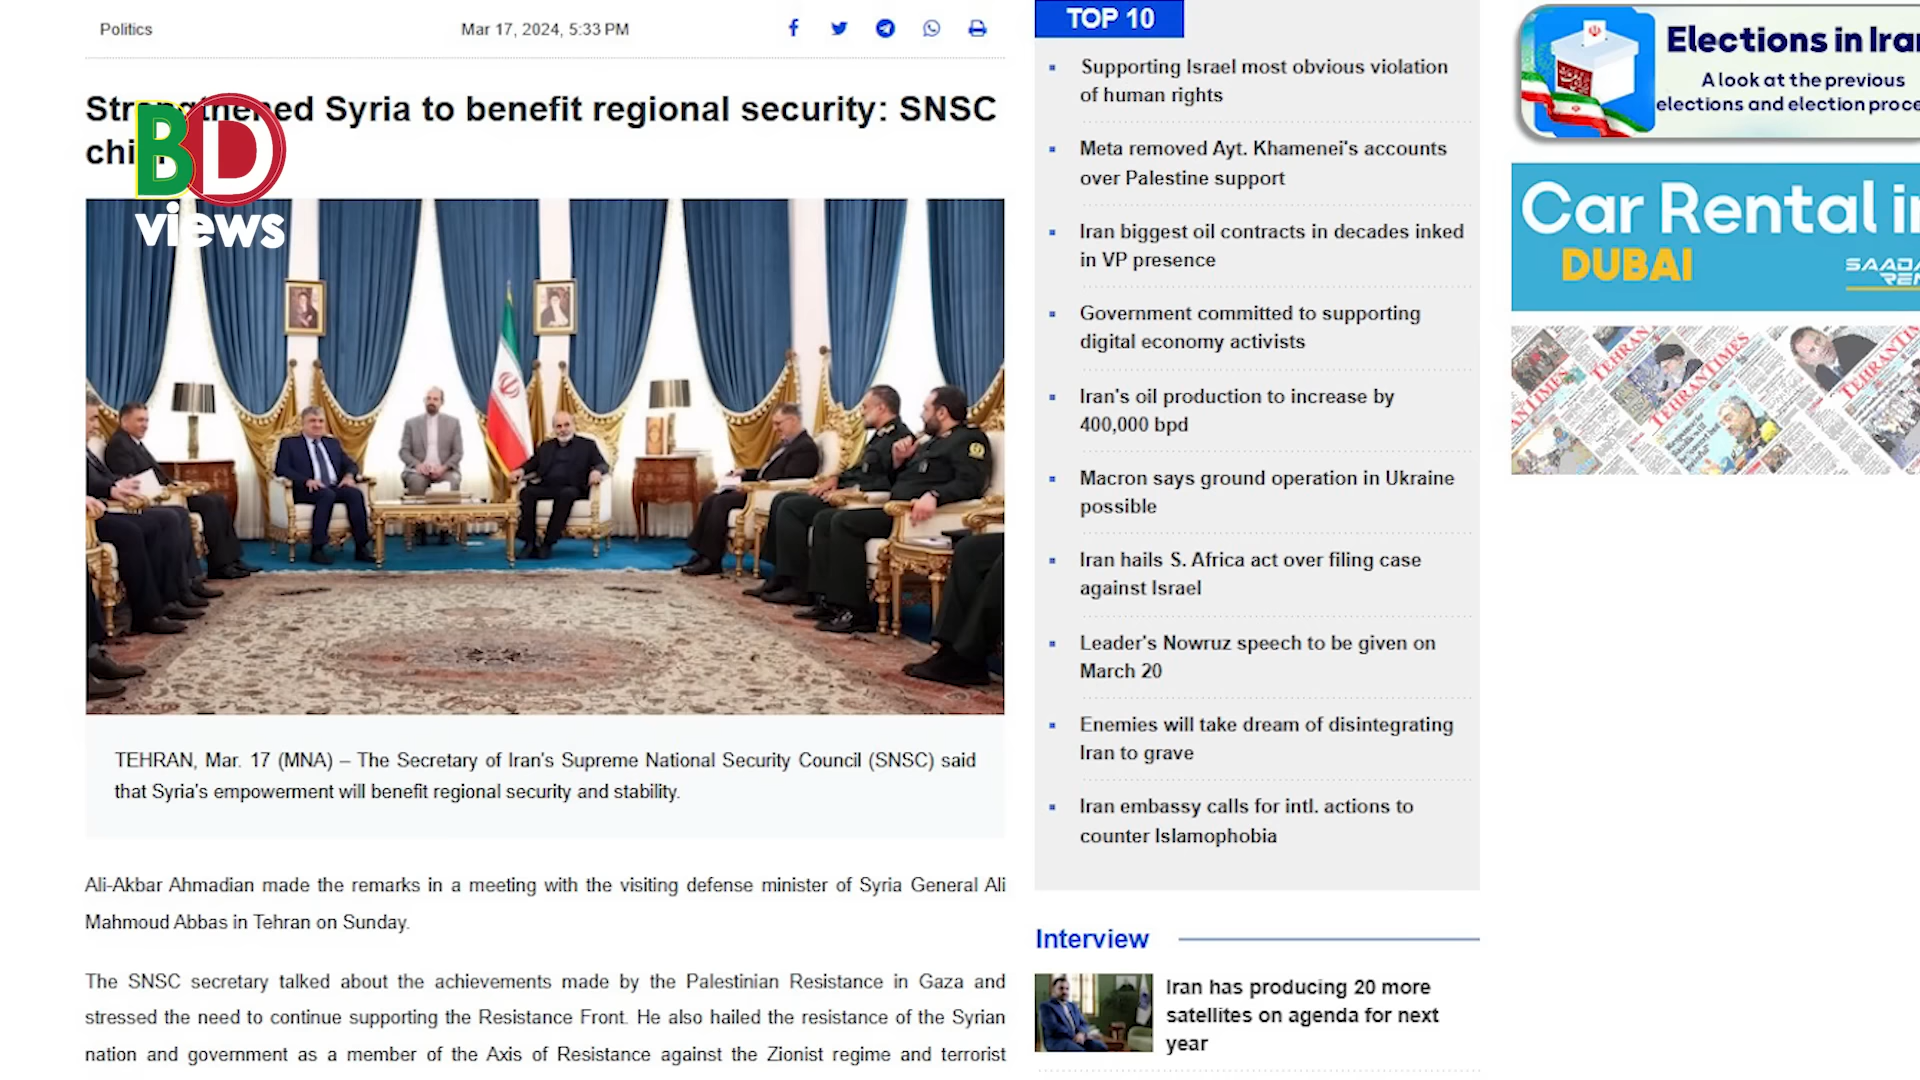 Politics
Mar 17, 2024, 5:33 PM
Strengthened Syria to benefit regional security: SNSC
chief
BD
views
TEHRAN, Mar. 17 (MNA) – The Secretary of Iran's Supreme National Security Council (SNSC) said
that Syria's empowerment will benefit regional security and stability.
Ali-Akbar Ahmadian made the remarks in a meeting with the visiting defense minister of Syria General Ali
Mahmoud Abbas in Tehran on Sunday.
The SNSC secretary talked about the achievements made by the Palestinian Resistance in Gaza and
stressed the need to continue supporting the Resistance Front. He also hailed the resistance of the Syrian
nation and government as a member of the Axis of Resistance against the Zionist regime and terrorist
TOP 10
Supporting Israel most obvious violation
of human rights
Meta removed Ayt. Khamenei's accounts
over Palestine support
Iran biggest oil contracts in decades inked
in VP presence
Government committed to supporting
digital economy activists
Iran's oil production to increase by
400,000 bpd
Macron says ground operation in Ukraine
possible
Iran hails S. Africa act over filing case
against Israel
Leader's Nowruz speech to be given on
March 20
Enemies will take dream of disintegrating
Iran to grave
Iran embassy calls for intl. actions to
counter Islamophobia
Interview
Iran has producing 20 more
satellites on agenda for next
year
Elections in Iran
A look at the previous
elections and election proce
Car Rental in
DUBAI
SAADA
REN
TEHRAN TIMES
TEHRAN TIMES